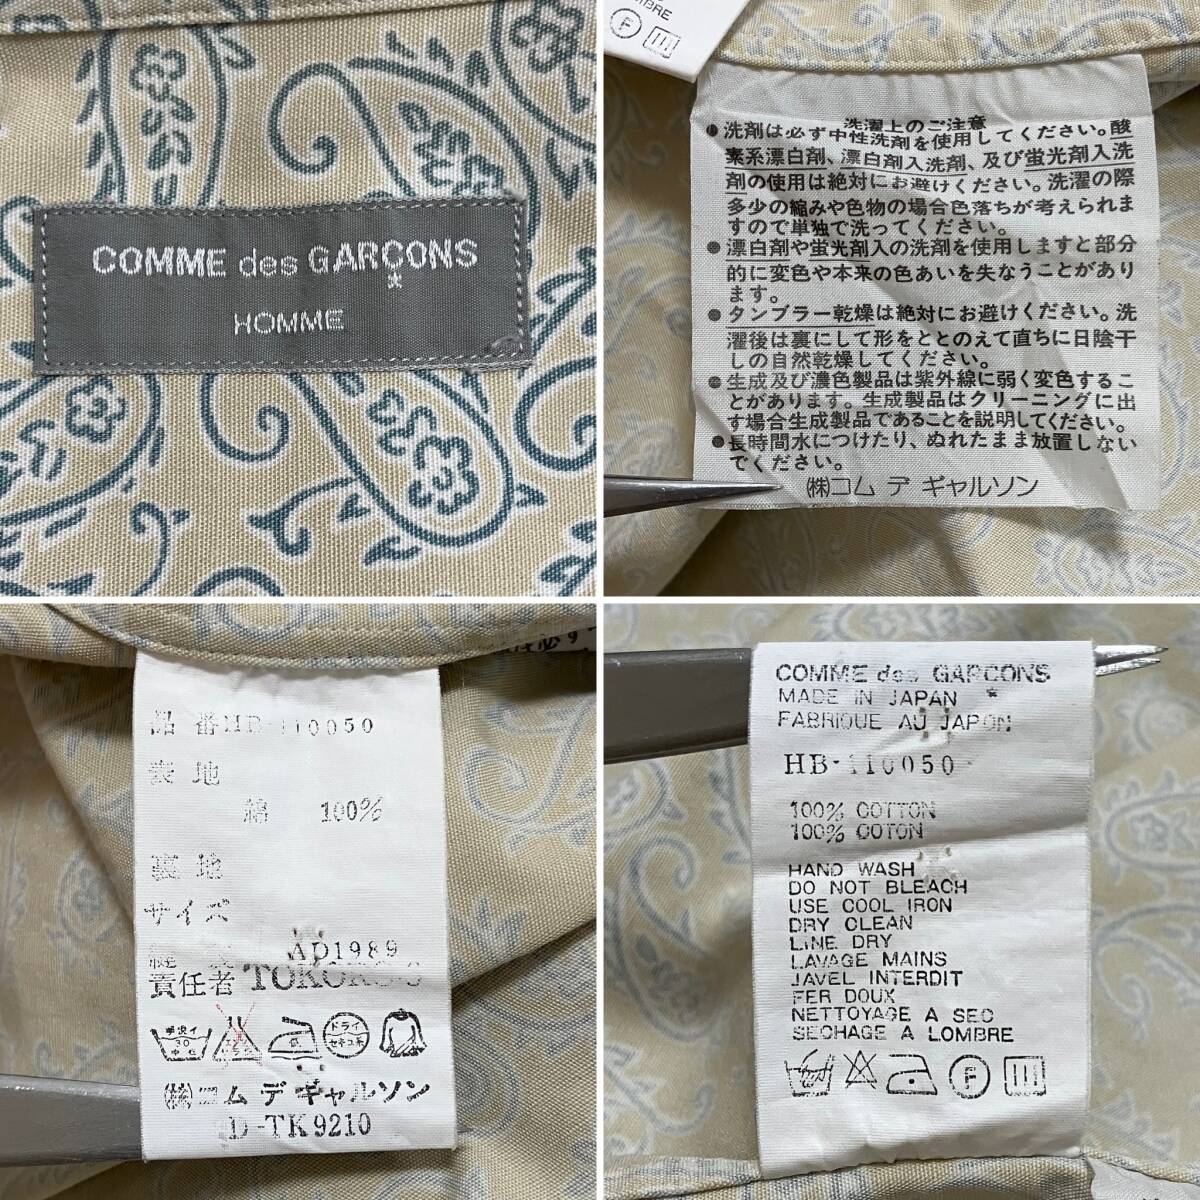 COMME des GARÇONS
HOMME
OMBRE
F
洗濯上のご注意
●洗剤は必ず中性洗剤を使用してください。酸
素系漂白剤、漂白剤入洗剤、及び蛍光剤入洗
剤の使用は絶対にお避けください。洗濯の際
多少の縮みや色物の場合色落ちが考えられま
すので単独で洗ってください。
●漂白剤や蛍光剤入の洗剤を使用しますと部分
的に変色や本来の色あいを失なうことがあり
ます。
●タンブラー乾燥は絶対にお避けください。洗
濯後は裏にして形をととのえて直ちに日陰干
しの自然乾燥してください。
●生成及び濃色製品は紫外線に弱く変色するこ
とがあります。生成製品はクリーニングに出
す場合生成製品であることを説明してください。
●長時間水につけたり、ぬれたまま放置しない
でください。
㈱コム デ ギャルソン
品 番 HB-110050
表 地
綿 100%
裏 地
サイズ
AD1989
責任者
手洗イ
30
中性
ドライ
セキユ系
㈱コム デ ギャルソン
D-TK9210
COMME des GARCONS
MADE IN JAPAN
FABRIQUE AU JAPON
HB-110050
100% COTTON
100% COTON
HAND WASH
DO NOT BLEACH
USE COOL IRON
DRY CLEAN
LINE DRY
LAVAGE MAINS
JAVEL INTERDIT
FER DOUX
NETTOYAGE A SEC
SECHAGE A LOMBRE
F